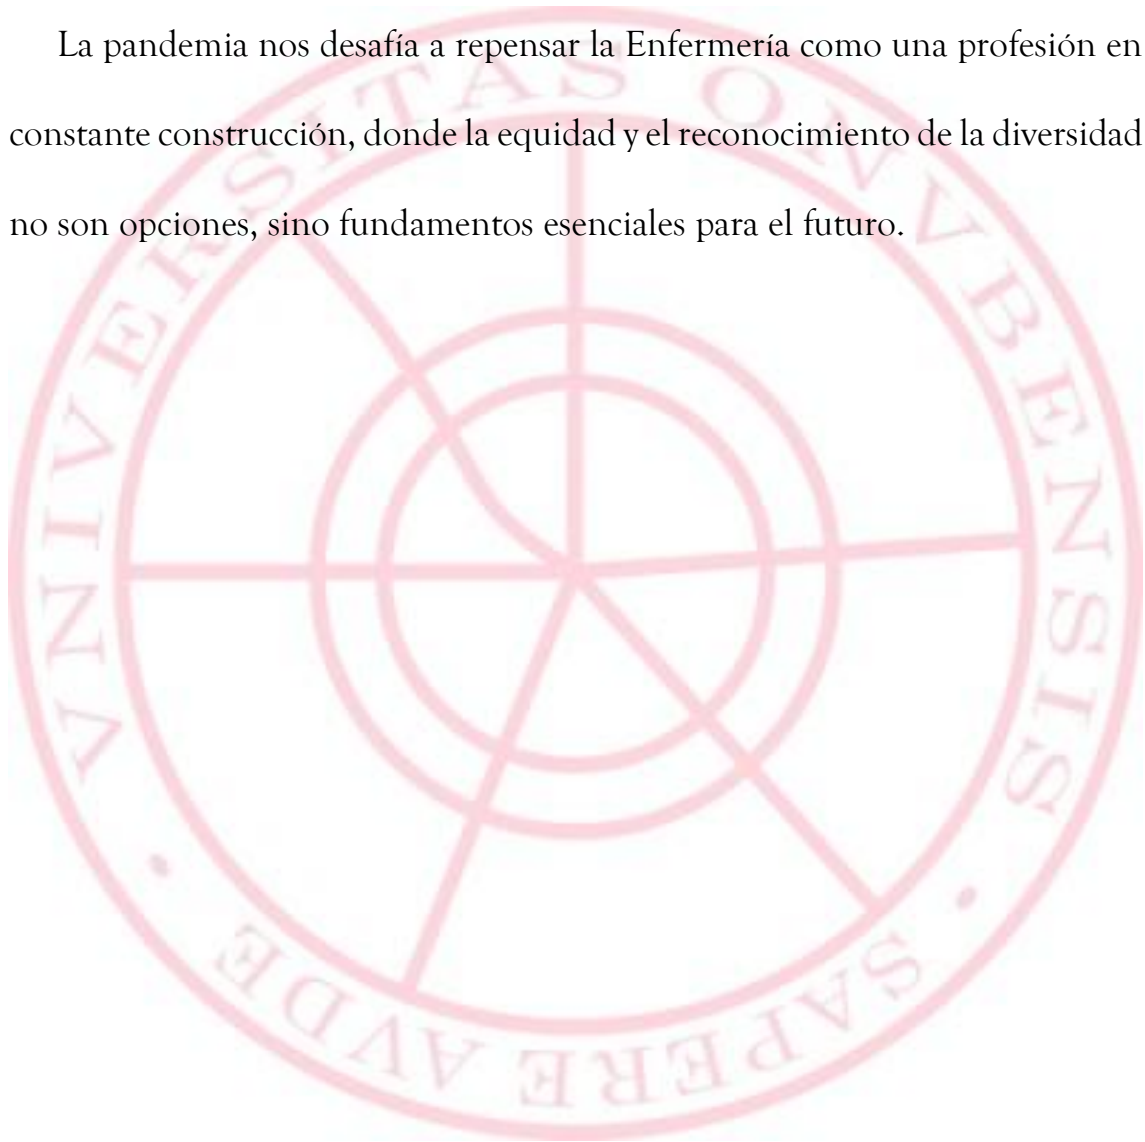 La pandemia nos desafía a repensar la Enfermería como una profesión en
constante construcción, donde la equidad y el reconocimiento de la diversidad
no son opciones, sino fundamentos esenciales para el futuro.
VNIVERSITAS ONVBENSIS • SAPERE AVDE •